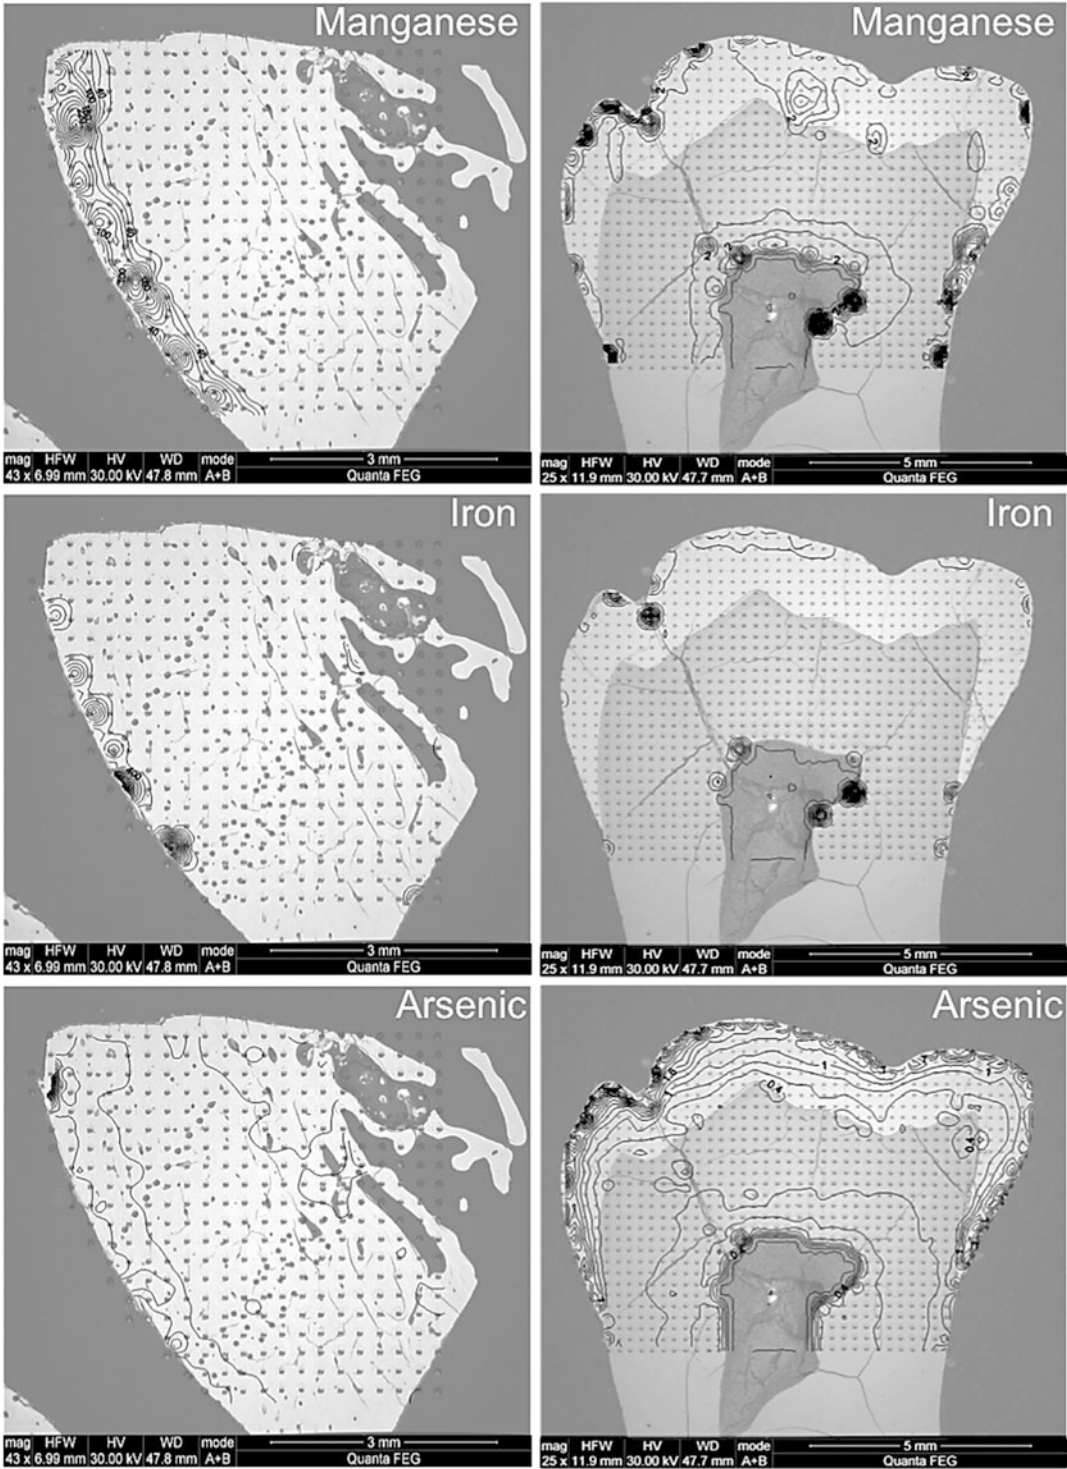 Manganese
mag HFW HV WD mode 3 mm
43 x 6.99 mm 30.00 kV 47.8 mm A+B Quanta FEG
Manganese
mag HFW HV WD mode 5 mm
25 x 11.9 mm 30.00 kV 47.7 mm A+B Quanta FEG
Iron
mag HFW HV WD mode 3 mm
43 x 6.99 mm 30.00 kV 47.8 mm A+B Quanta FEG
Iron
mag HFW HV WD mode 5 mm
25 x 11.9 mm 30.00 kV 47.7 mm A+B Quanta FEG
Arsenic
mag HFW HV WD mode 3 mm
43 x 6.99 mm 30.00 kV 47.8 mm A+B Quanta FEG
Arsenic
mag HFW HV WD mode 5 mm
25 x 11.9 mm 30.00 kV 47.7 mm A+B Quanta FEG